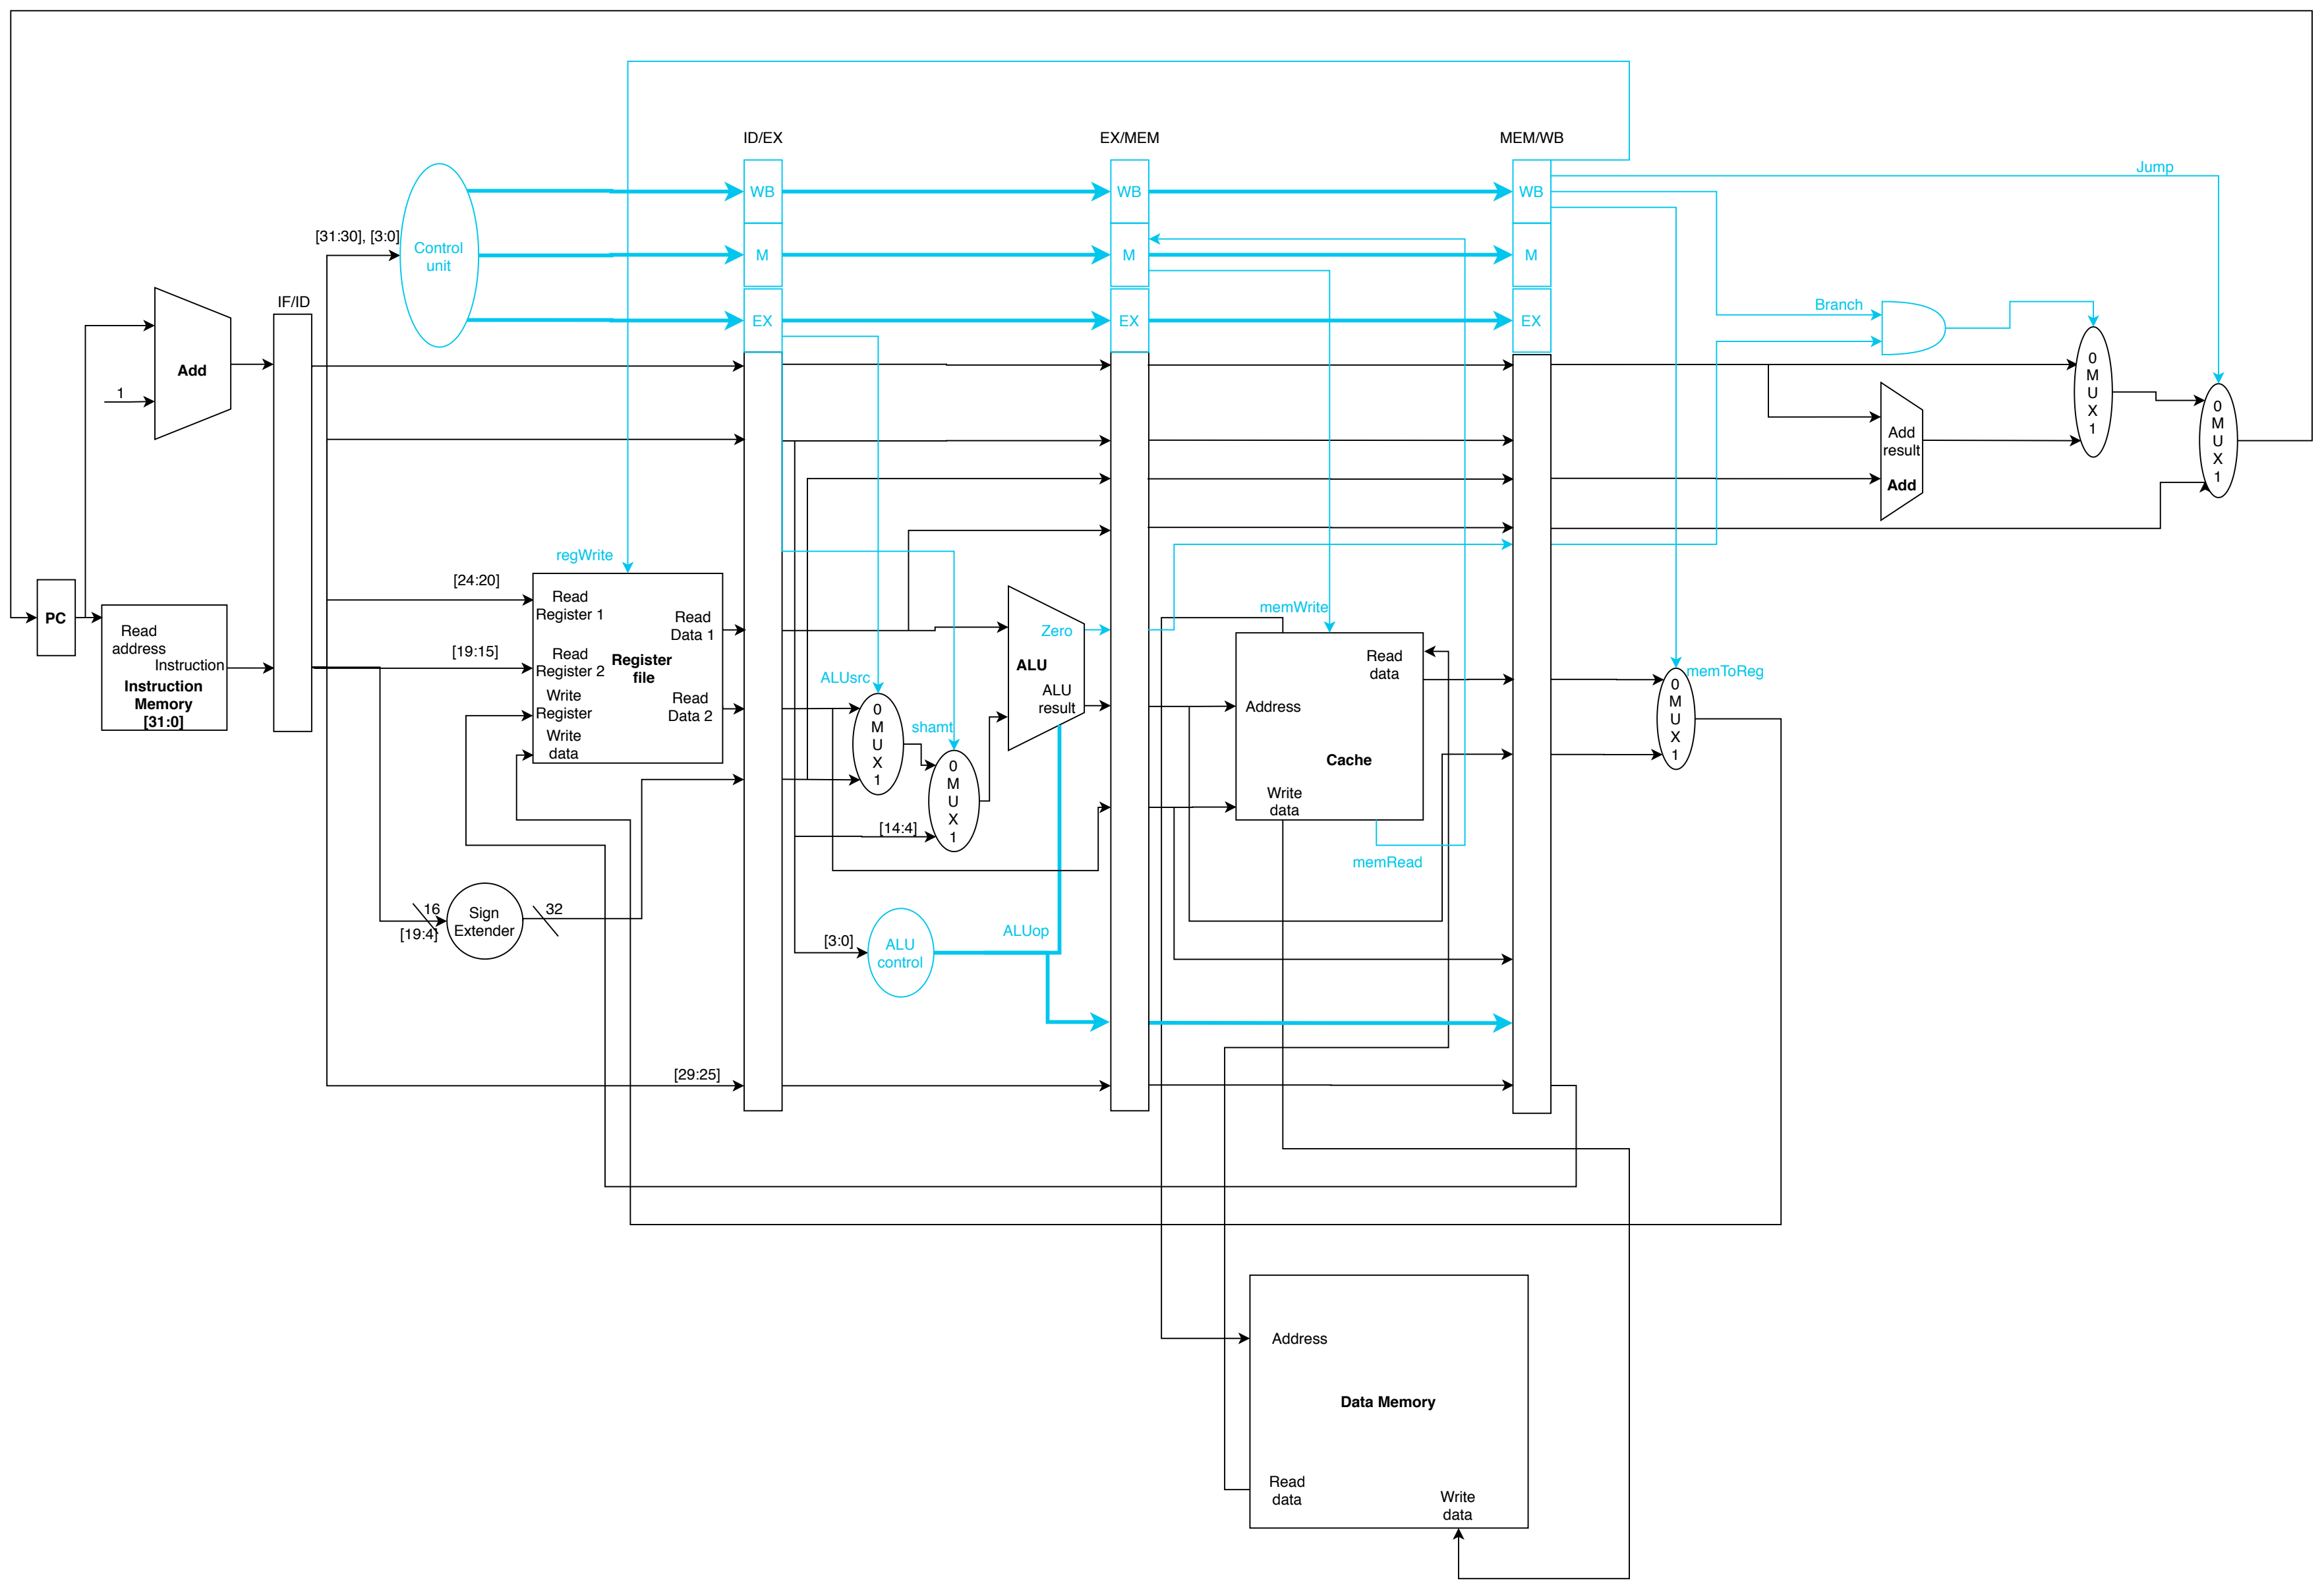 ID/EX
EX/MEM
MEM/WB
Jump
WB
WB
WB
[31:30], [3:0]
Control
unit
M
M
M
IF/ID
Branch
EX
EX
EX
Add
1
0
M
U
X
1
0
M
U
X
1
Add
result
Add
regWrite
[24:20]
Read
Register 1
Read
Data 1
[19:15]
Read
Register 2
Register
file
Write
Register
Read
Data 2
Write
data
PC
Read
address
Instruction
Instruction
Memory
[31:0]
Zero
ALU
ALU
result
ALUsrc
0
M
U
X
1
shamt
0
M
U
X
1
[14:4]
memWrite
Read
data
Address
Cache
Write
data
memRead
memToReg
0
M
U
X
1
16
[19:4]
Sign
Extender
32
[3:0]
ALU
control
ALUop
[29:25]
Address
Data Memory
Read
data
Write
data